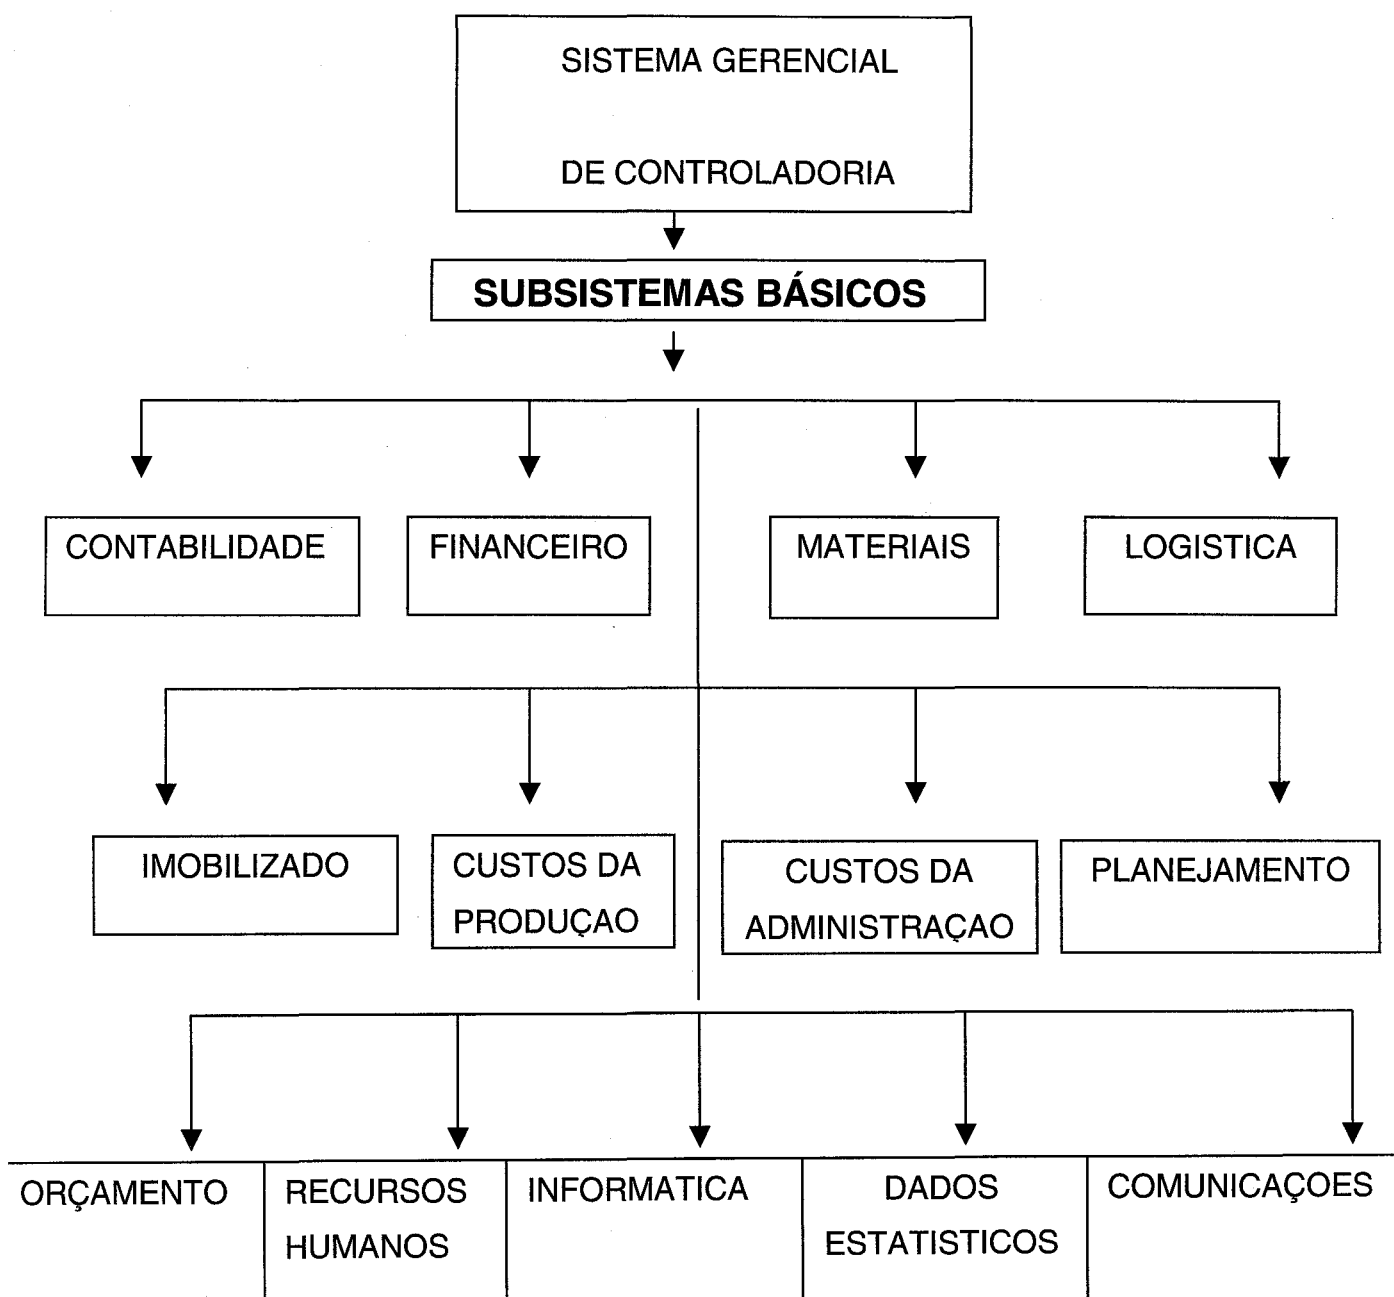 SISTEMA GERENCIAL
DE CONTROLADORIA
SUBSISTEMAS BÁSICOS
CONTABILIDADE
FINANCEIRO
MATERIAIS
LOGISTICA
IMOBILIZADO
CUSTOS DA
PRODUÇAO
CUSTOS DA
ADMINISTRAÇAO
PLANEJAMENTO
ORÇAMENTO
RECURSOS
HUMANOS
INFORMATICA
DADOS
ESTATISTICOS
COMUNICAÇOES